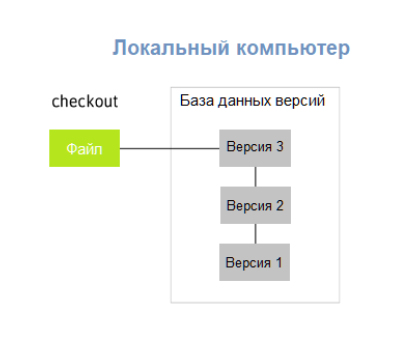 Локальный компьютер
checkout
База данных версий
Файл
Версия 3
Версия 2
Версия 1